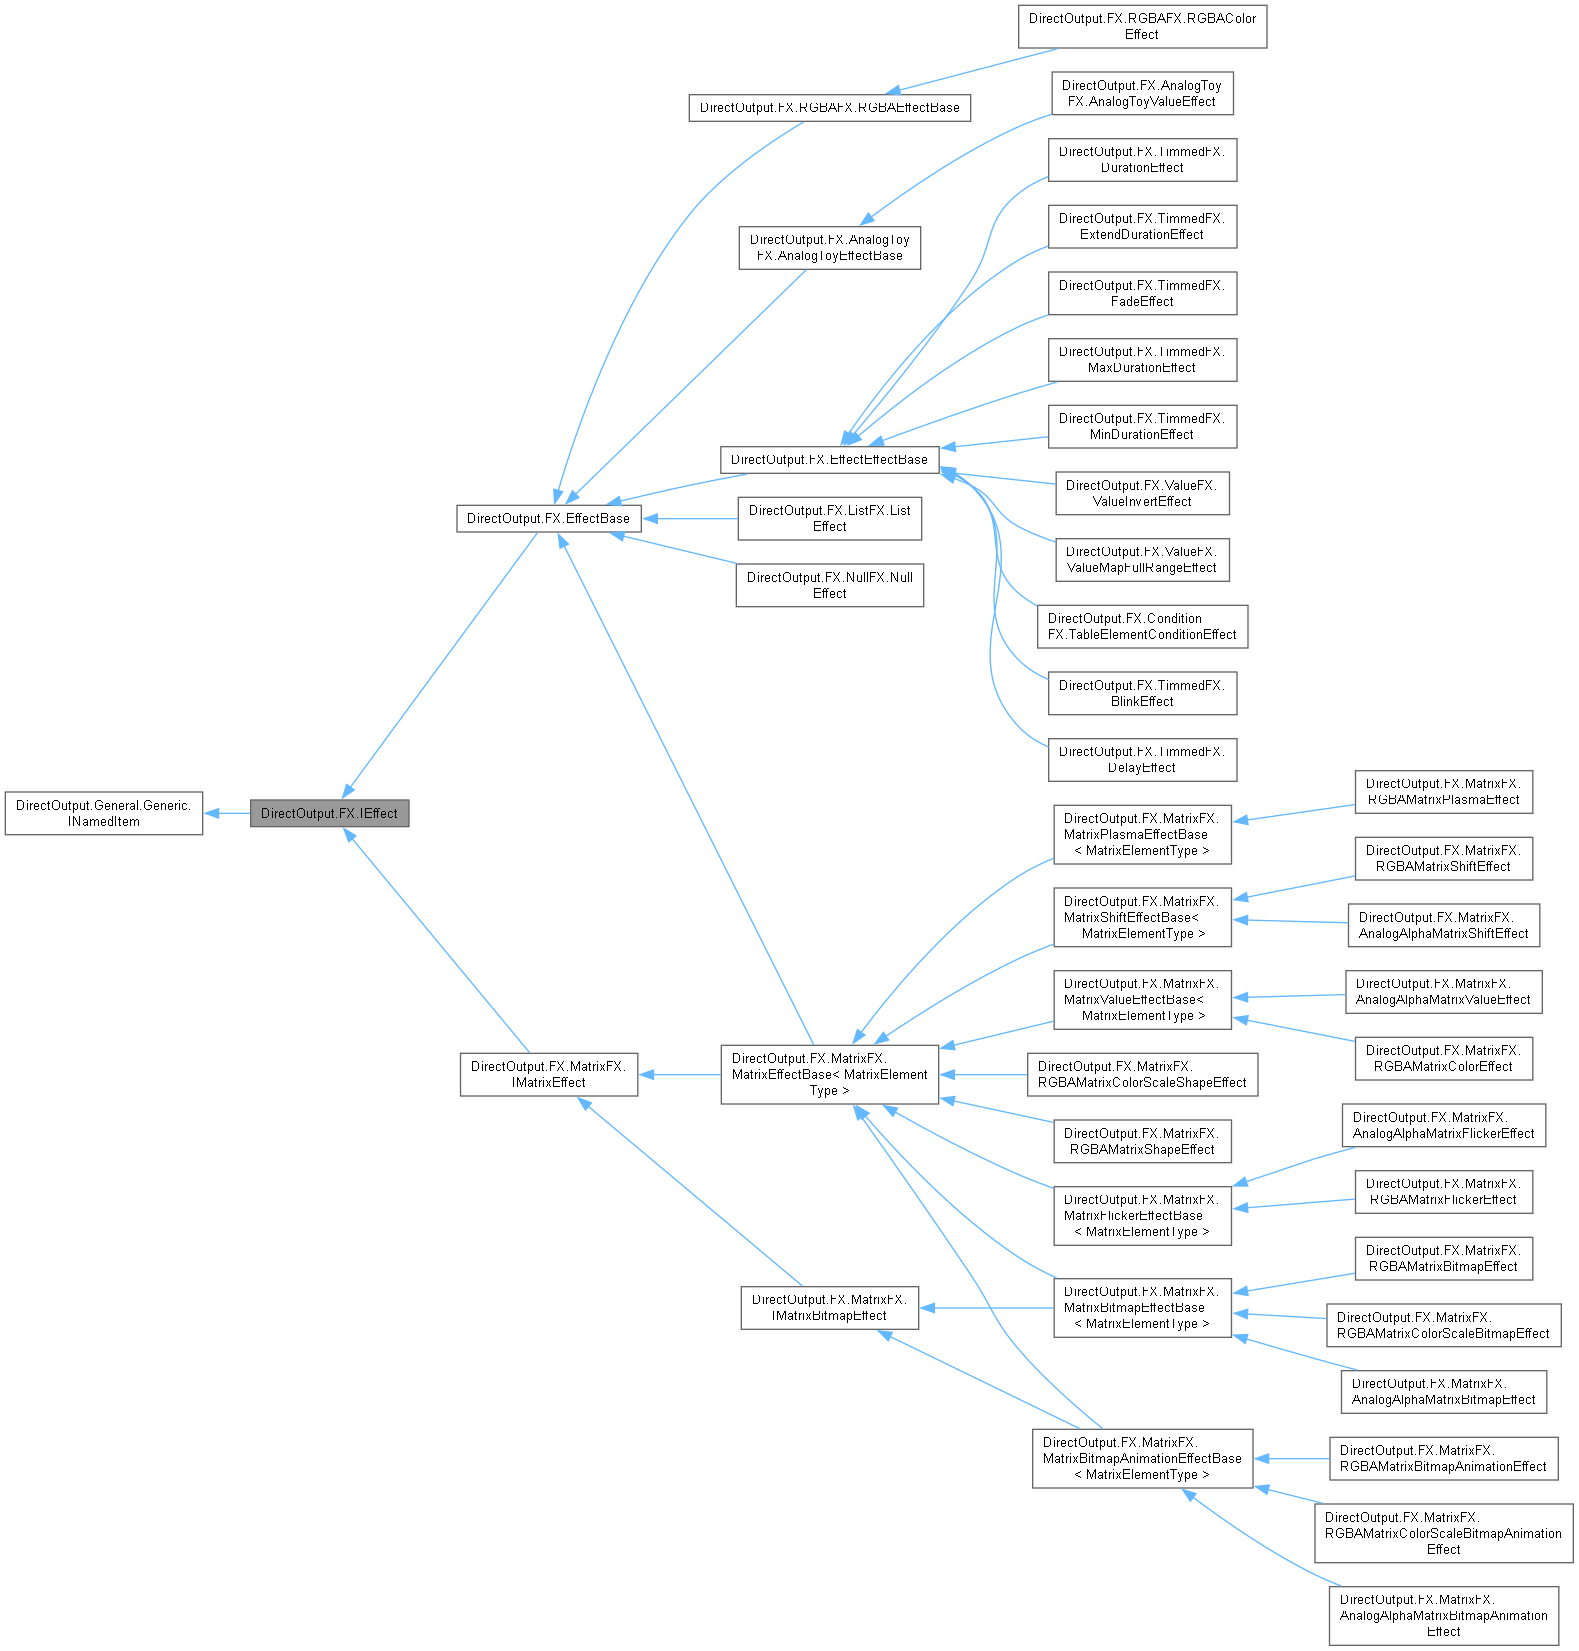 DirectOutput.FX.RGBAFX.RGBAColor
Effect
DirectOutput.FX.AnalogToy
FX.AnalogToyValueEffect
DirectOutput.FX.RGBAFX.RGBAEffectBase
DirectOutput.FX.TimmedFX.
DurationEffect
DirectOutput.FX.TimmedFX.
ExtendDurationEffect
DirectOutput.FX.AnalogToy
FX.AnalogToyEffectBase
DirectOutput.FX.TimmedFX.
FadeEffect
DirectOutput.FX.TimmedFX.
MaxDurationEffect
DirectOutput.FX.TimmedFX.
MinDurationEffect
DirectOutput.FX.EffectEffectBase
DirectOutput.FX.ValueFX.
ValueInvertEffect
DirectOutput.FX.EffectBase
DirectOutput.FX.ListFX.List
Effect
DirectOutput.FX.ValueFX.
ValueMapFullRangeEffect
DirectOutput.FX.NullFX.Null
Effect
DirectOutput.FX.Condition
FX.TableElementConditionEffect
DirectOutput.FX.TimmedFX.
BlinkEffect
DirectOutput.FX.TimmedFX.
DelayEffect
DirectOutput.General.Generic.
INamedItem
DirectOutput.FX.IEffect
DirectOutput.FX.MatrixFX.
MatrixPlasmaEffectBase
< MatrixElementType >
DirectOutput.FX.MatrixFX.
RGBAMatrixPlasmaEffect
DirectOutput.FX.MatrixFX.
RGBAMatrixShiftEffect
DirectOutput.FX.MatrixFX.
MatrixShiftEffectBase<
MatrixElementType >
DirectOutput.FX.MatrixFX.
AnalogAlphaMatrixShiftEffect
DirectOutput.FX.MatrixFX.
MatrixValueEffectBase<
MatrixElementType >
DirectOutput.FX.MatrixFX.
AnalogAlphaMatrixValueEffect
DirectOutput.FX.MatrixFX.
RGBAMatrixColorEffect
DirectOutput.FX.MatrixFX.
IMatrixEffect
DirectOutput.FX.MatrixFX.
MatrixEffectBase< MatrixElement
Type >
DirectOutput.FX.MatrixFX.
RGBAMatrixColorScaleShapeEffect
DirectOutput.FX.MatrixFX.
RGBAMatrixShapeEffect
DirectOutput.FX.MatrixFX.
AnalogAlphaMatrixFlickerEffect
DirectOutput.FX.MatrixFX.
RGBAMatrixFlickerEffect
DirectOutput.FX.MatrixFX.
MatrixFlickerEffectBase
< MatrixElementType >
DirectOutput.FX.MatrixFX.
RGBAMatrixBitmapEffect
DirectOutput.FX.MatrixFX.
IMatrixBitmapEffect
DirectOutput.FX.MatrixFX.
MatrixBitmapEffectBase
< MatrixElementType >
DirectOutput.FX.MatrixFX.
RGBAMatrixColorScaleBitmapEffect
DirectOutput.FX.MatrixFX.
AnalogAlphaMatrixBitmapEffect
DirectOutput.FX.MatrixFX.
MatrixBitmapAnimationEffectBase
< MatrixElementType >
DirectOutput.FX.MatrixFX.
RGBAMatrixBitmapAnimationEffect
DirectOutput.FX.MatrixFX.
RGBAMatrixColorScaleBitmapAnimation
Effect
DirectOutput.FX.MatrixFX.
AnalogAlphaMatrixBitmapAnimation
Effect